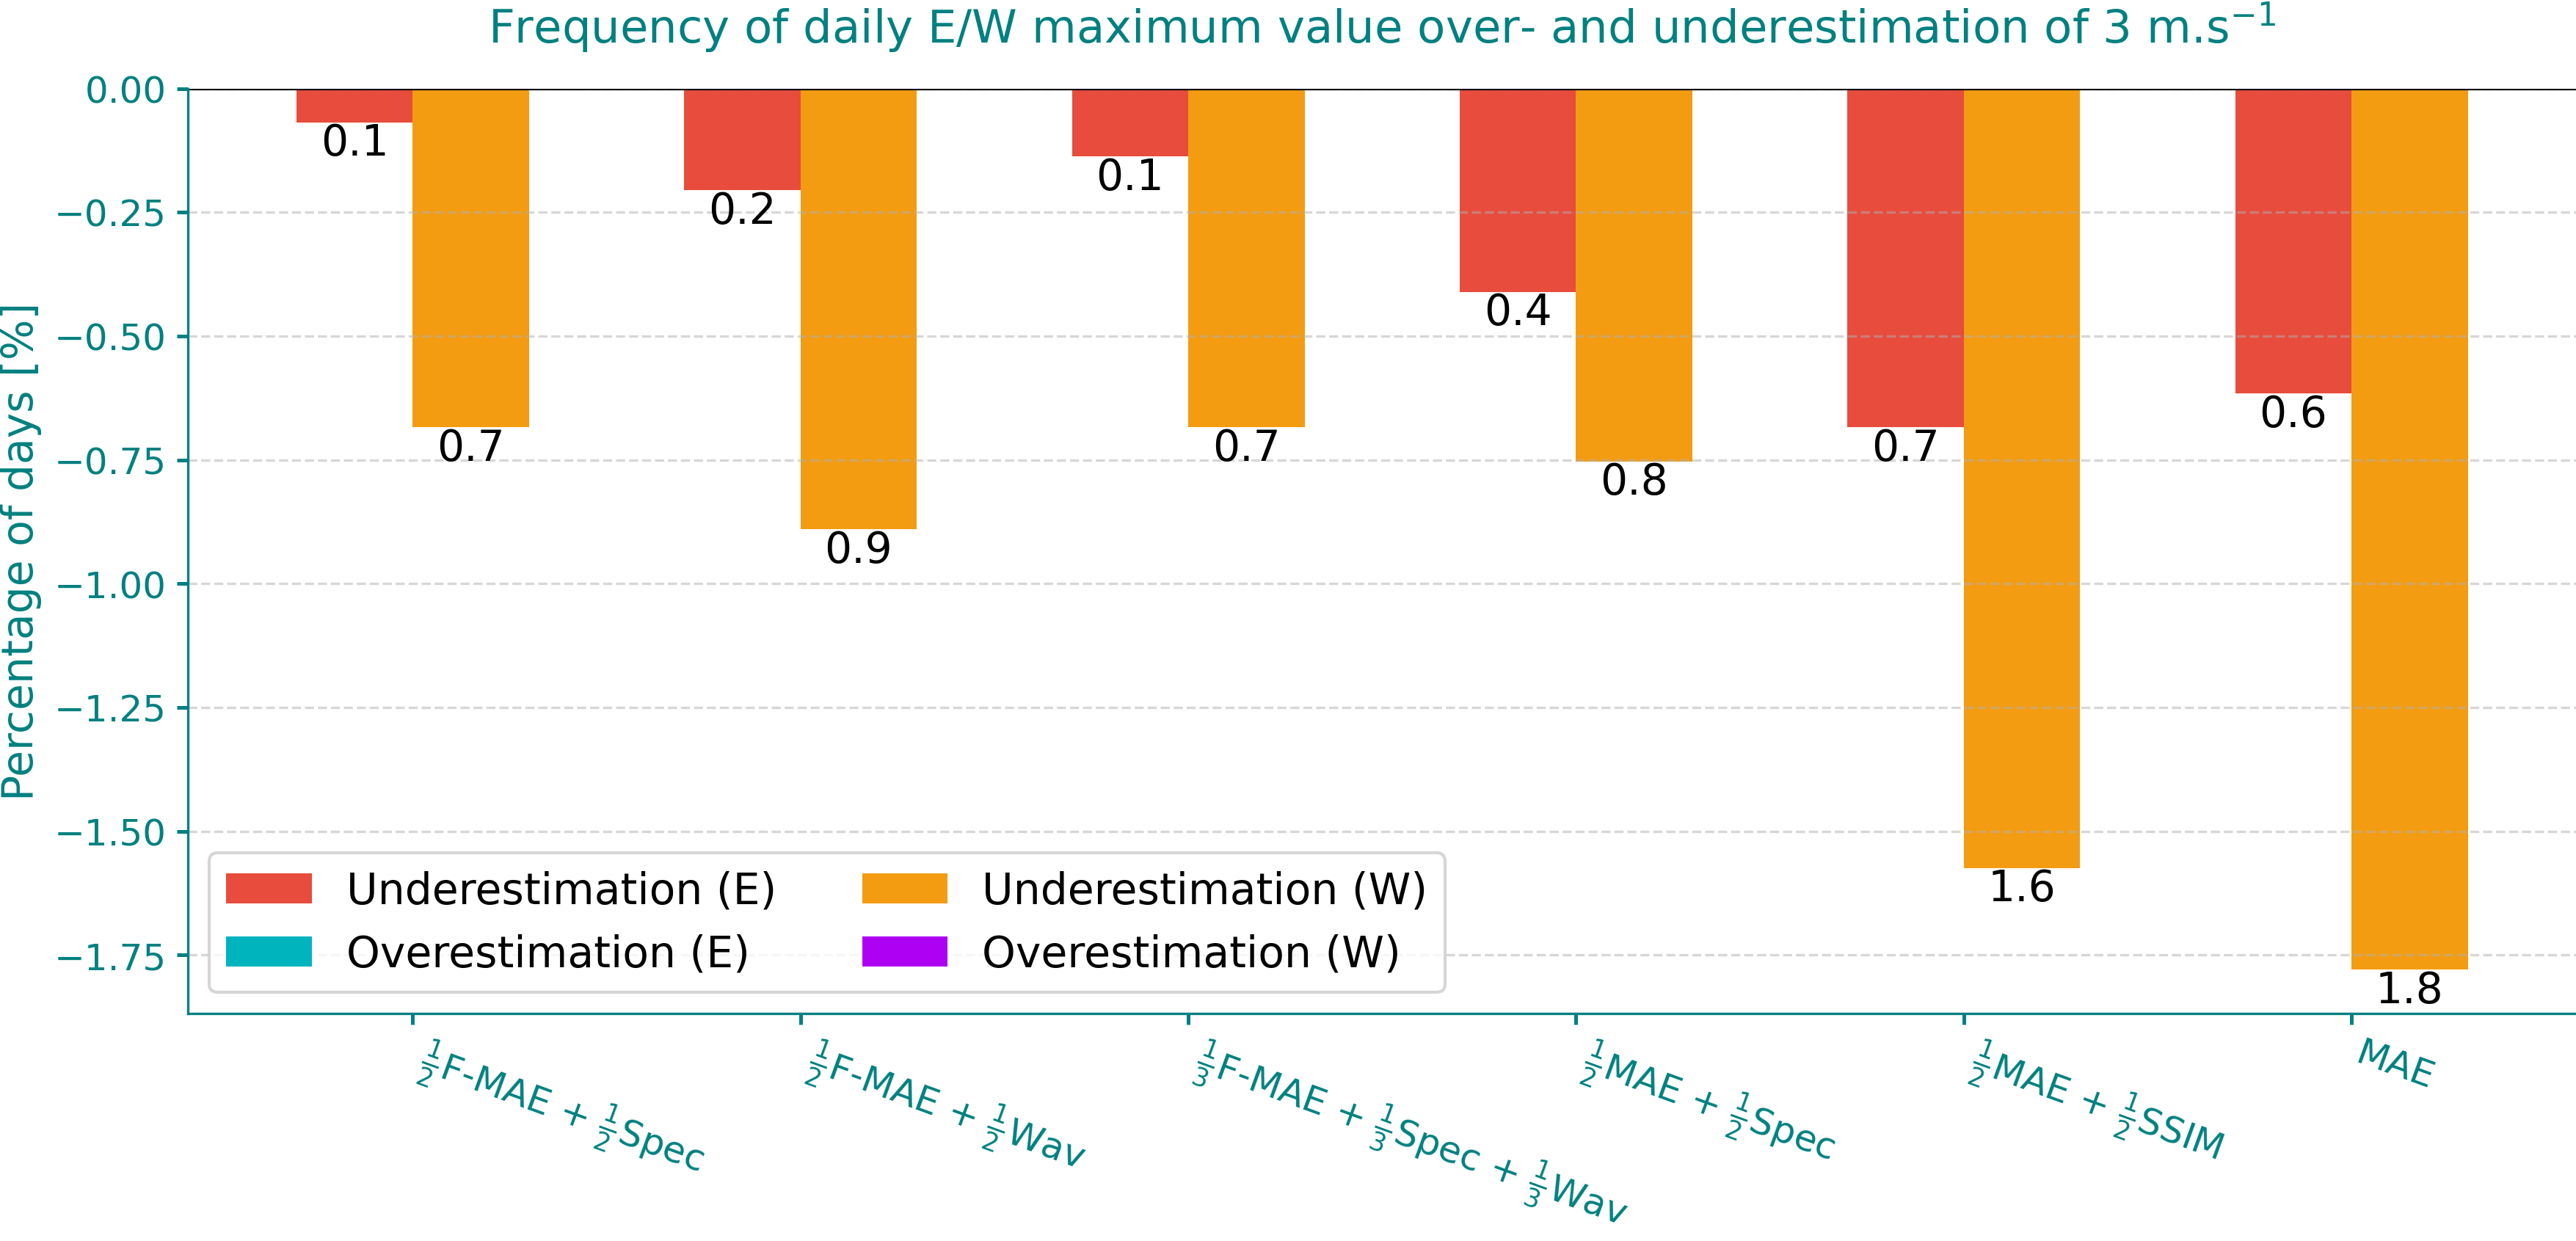 Frequency of daily E/W maximum value over- and underestimation of 3 m.s⁻¹
Percentage of days [%]
0.00
−0.25
−0.50
−0.75
−1.00
−1.25
−1.50
−1.75
0.1
0.7
0.2
0.9
0.1
0.7
0.4
0.8
0.7
1.6
0.6
1.8
Underestimation (E)
Overestimation (E)
Underestimation (W)
Overestimation (W)
½F-MAE + ½Spec
½F-MAE + ½Wav
⅓F-MAE + ⅓Spec + ⅓Wav
½MAE + ½Spec
½MAE + ½SSIM
MAE